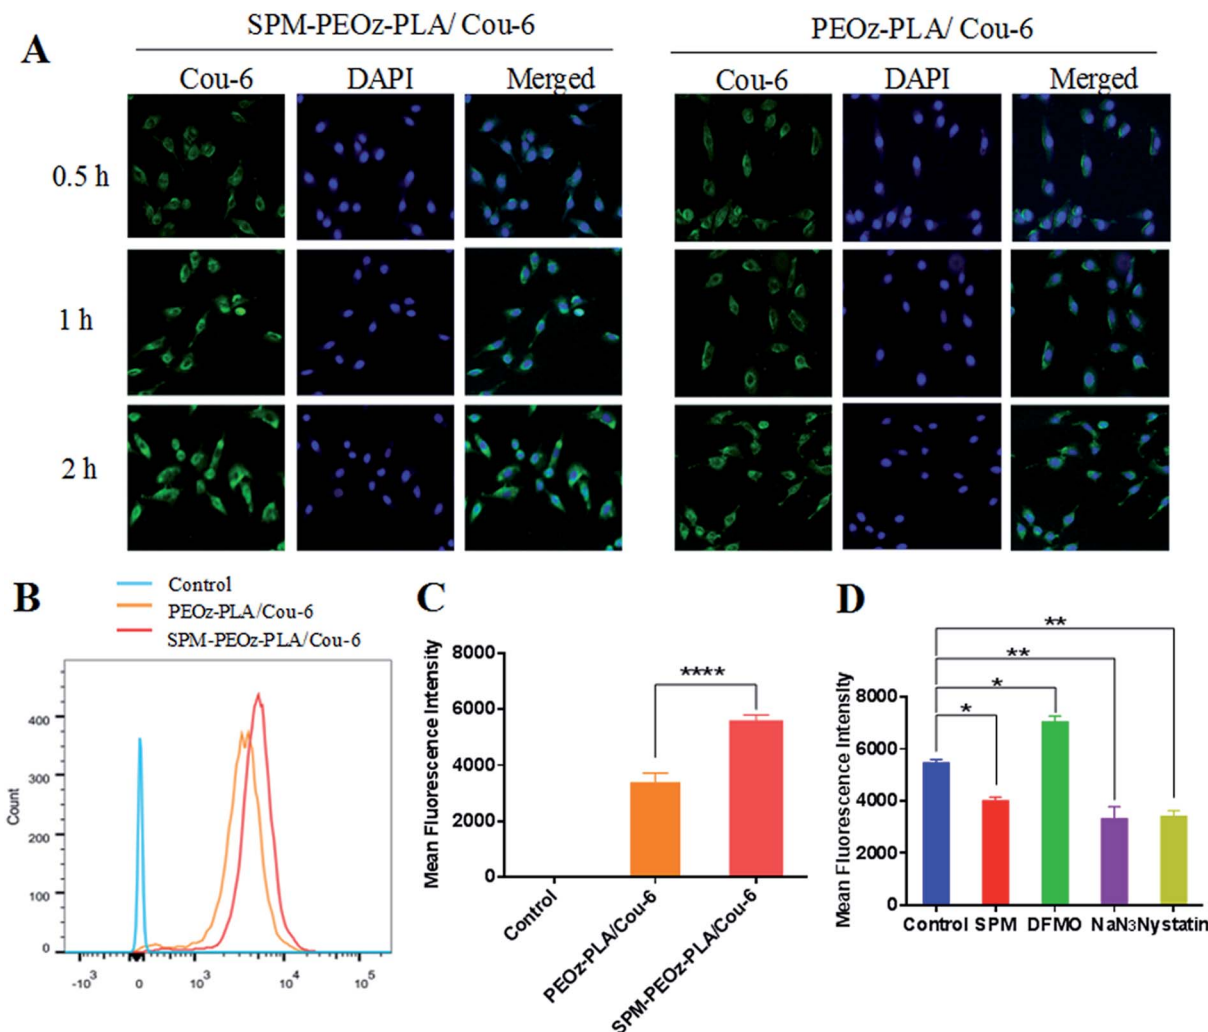 A
SPM-PEOz-PLA/ Cou-6
PEOz-PLA/ Cou-6
Cou-6 DAPI Merged
Cou-6 DAPI Merged
0.5 h
1 h
2 h
B
Control
PEOz-PLA/Cou-6
SPM-PEOz-PLA/Cou-6
Count
400
300
200
100
0
-10³ 0 10³ 10⁴ 10⁵
C
Mean Fluorescence Intensity
8000
6000
4000
2000
0
****
Control
PEOz-PLA/Cou-6
SPM-PEOz-PLA/Cou-6
D
Mean Fluorescence Intensity
8000
6000
4000
2000
0
**
**
*
*
Control SPM DFMO NaN3 Nystatin